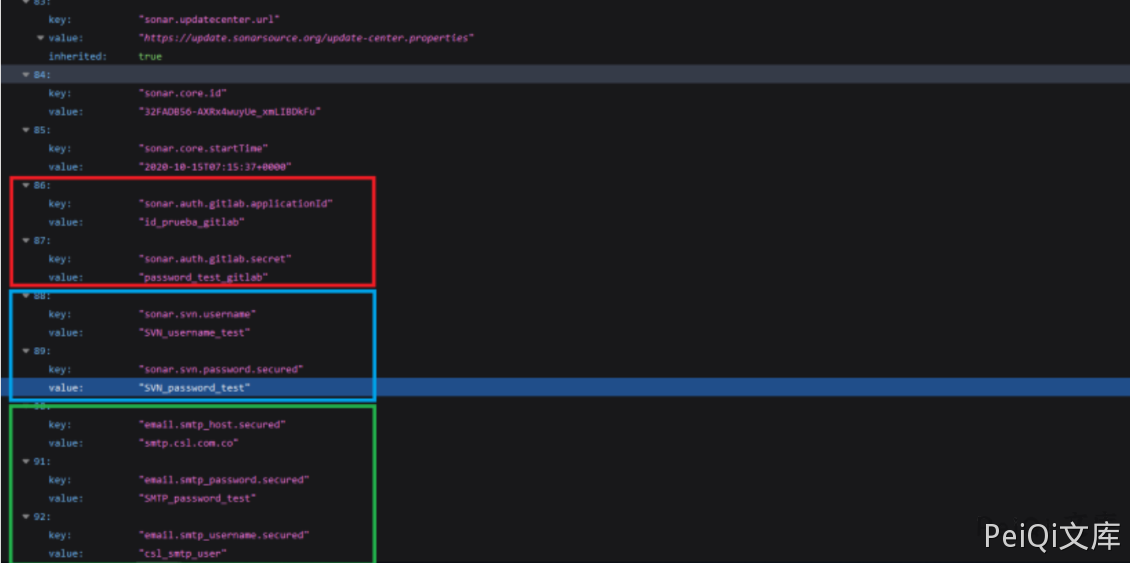 83:
key: "sonar.updatecenter.url"
value: "https://update.sonarsource.org/update-center.properties"
inherited: true
84:
key: "sonar.core.id"
value: "32FADB56-AXRx4wuyUe_xmLIBDkFu"
85:
key: "sonar.core.startTime"
value: "2020-10-15T07:15:37+0000"
86:
key: "sonar.auth.gitlab.applicationId"
value: "id_prueba_gitlab"
87:
key: "sonar.auth.gitlab.secret"
value: "password_test_gitlab"
88:
key: "sonar.svn.username"
value: "SVN_username_test"
89:
key: "sonar.svn.password.secured"
value: "SVN_password_test"
90:
key: "email.smtp_host.secured"
value: "smtp.csl.com.co"
91:
key: "email.smtp_password.secured"
value: "SMTP_password_test"
92:
key: "email.smtp_username.secured"
value: "csl_smtp_user"
PeiQi文库